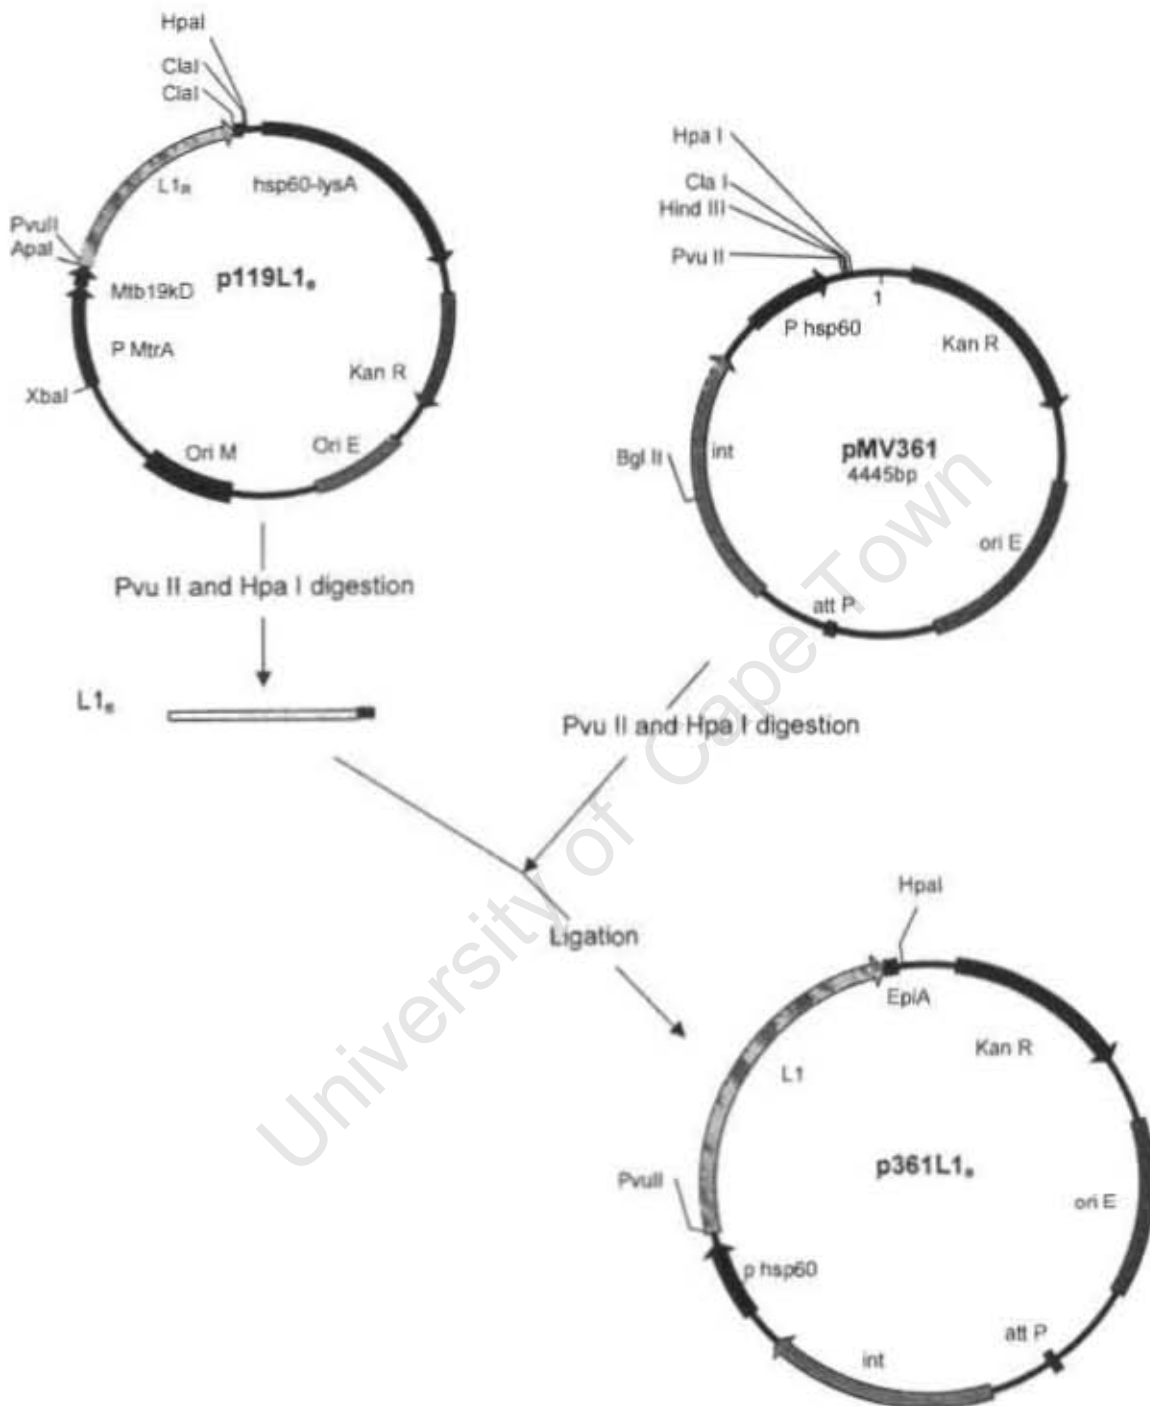 HpaI
ClaI
ClaI
L1ₑ
hsp60-lysA
PvuII
ApaI
p119L1ₑ
Mtb19kD
P MtrA
Kan R
XbaI
Ori M
Ori E
Hpa I
Cla I
Hind III
Pvu II
1
P hsp60
Kan R
pMV361
4445bp
Bgl II
int
ori E
att P
Pvu II and Hpa I digestion
L1ₑ
Pvu II and Hpa I digestion
Ligation
HpaI
EpiA
Kan R
L1
p361L1ₑ
PvuII
ori E
p hsp60
att P
int
University of Cape Town